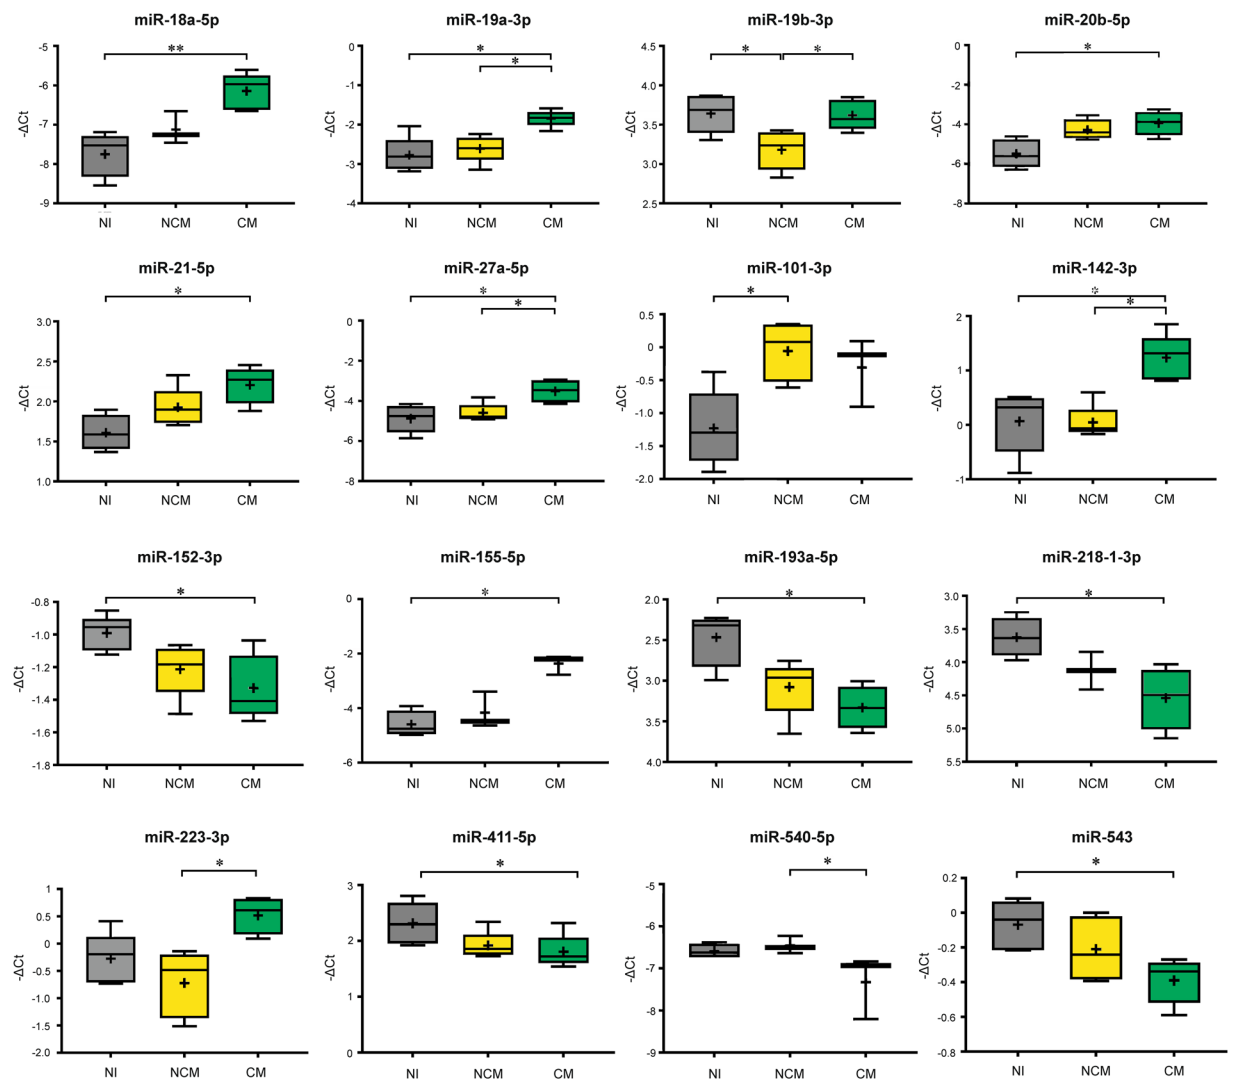 miR-18a-5p
-ΔCt
-5
-6
-7
-8
-9
**
NI NCM CM
miR-19a-3p
-ΔCt
0
-1
-2
-3
-4
*
*
NI NCM CM
miR-19b-3p
-ΔCt
4.5
4.0
3.5
3.0
2.5
* *
NI NCM CM
miR-20b-5p
-ΔCt
0
-2
-4
-6
-8
*
NI NCM CM
miR-21-5p
-ΔCt
3.0
2.5
2.0
1.5
1.0
*
NI NCM CM
miR-27a-5p
-ΔCt
0
-2
-4
-6
-8
*
*
NI NCM CM
miR-101-3p
-ΔCt
0.5
0
-0.5
-1.0
-1.5
-2.0
*
NI NCM CM
miR-142-3p
-ΔCt
2
1
0
-1
*
*
NI NCM CM
miR-152-3p
-ΔCt
-0.8
-1.0
-1.2
-1.4
-1.6
-1.8
*
NI NCM CM
miR-155-5p
-ΔCt
0
-2
-4
-6
*
NI NCM CM
miR-193a-5p
-ΔCt
2.0
2.5
3.0
3.5
4.0
*
NI NCM CM
miR-218-1-3p
-ΔCt
3.0
3.5
4.0
4.5
5.0
5.5
*
NI NCM CM
miR-223-3p
-ΔCt
1
0.5
0
-0.5
-1.0
-1.5
-2.0
*
NI NCM CM
miR-411-5p
-ΔCt
3
2
1
0
*
NI NCM CM
miR-540-5p
-ΔCt
-5
-6
-7
-8
-9
*
NI NCM CM
miR-543
-ΔCt
0.2
0
-0.2
-0.4
-0.6
-0.8
*
NI NCM CM